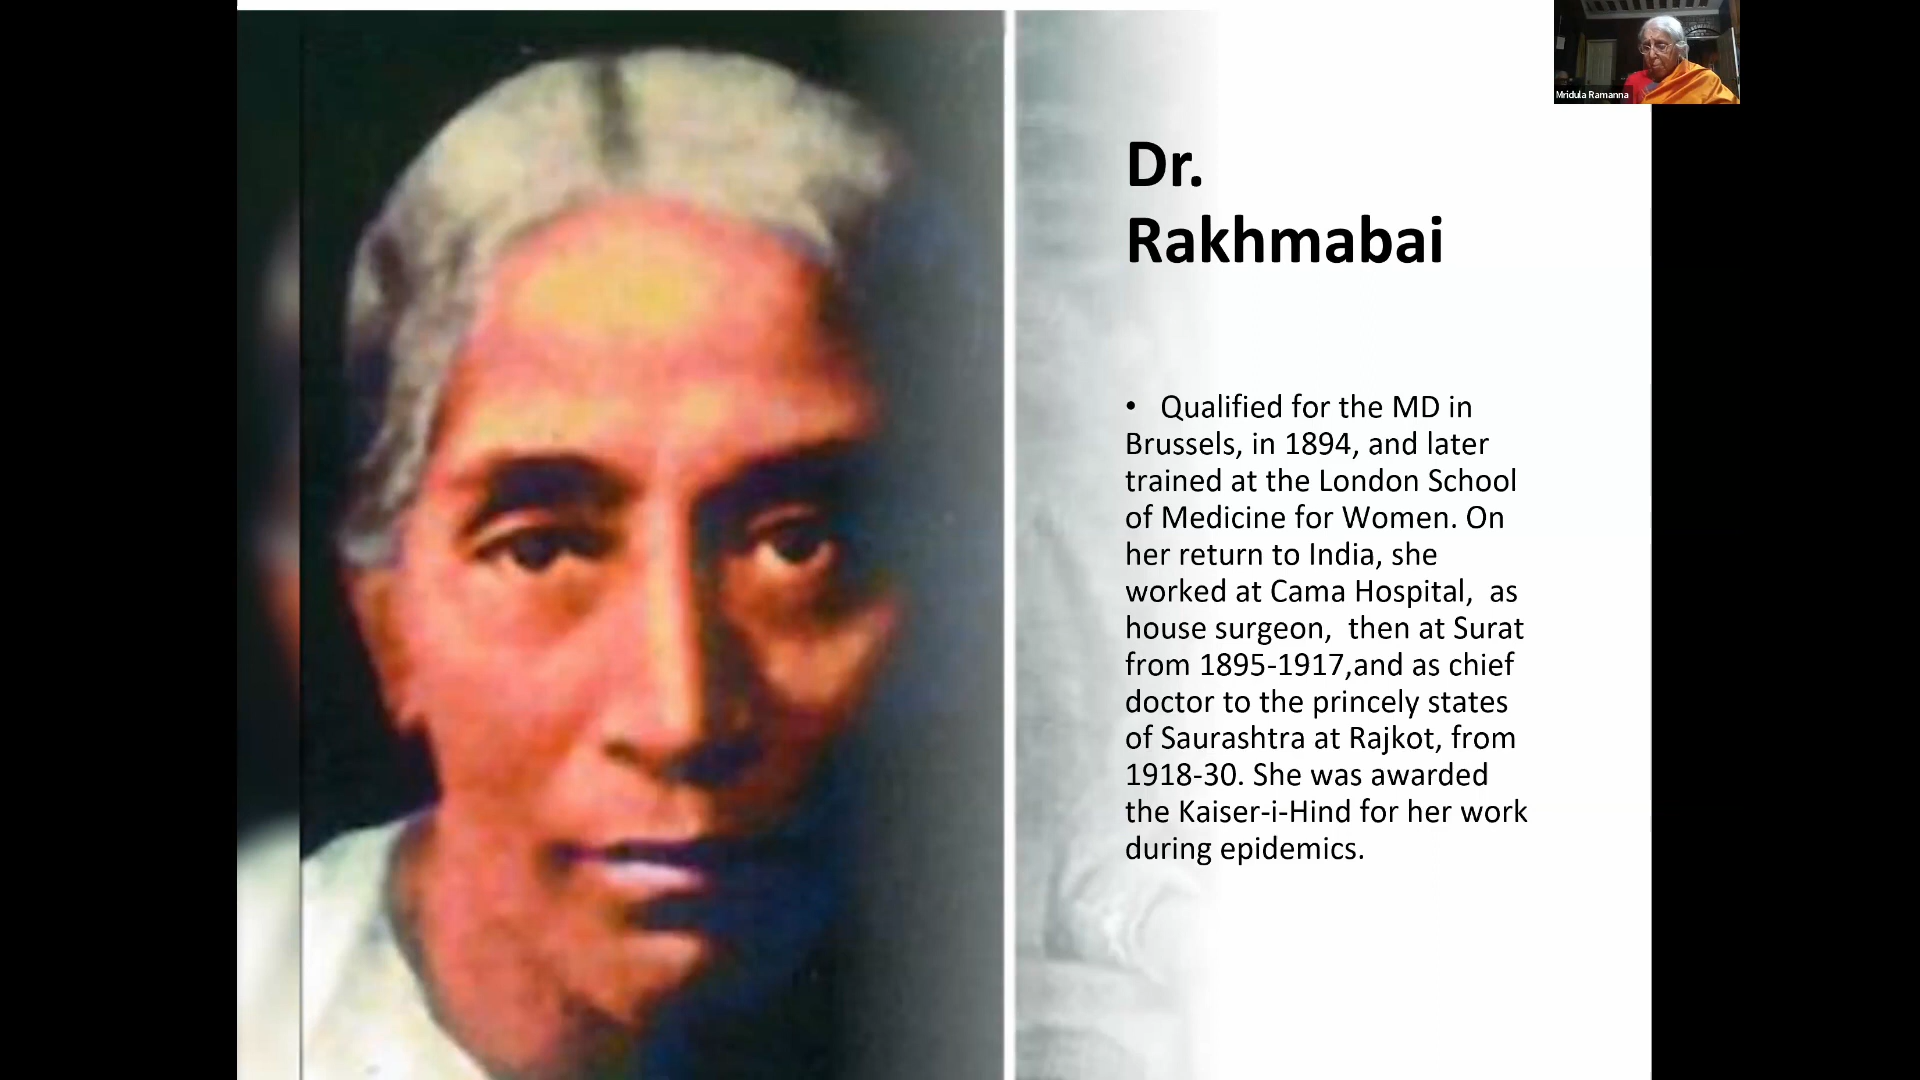 Mridula Ramanna
Dr.
Rakhmabai
• Qualified for the MD in
Brussels, in 1894, and later
trained at the London School
of Medicine for Women. On
her return to India, she
worked at Cama Hospital,  as
house surgeon,  then at Surat
from 1895-1917,and as chief
doctor to the princely states
of Saurashtra at Rajkot, from
1918-30. She was awarded
the Kaiser-i-Hind for her work
during epidemics.